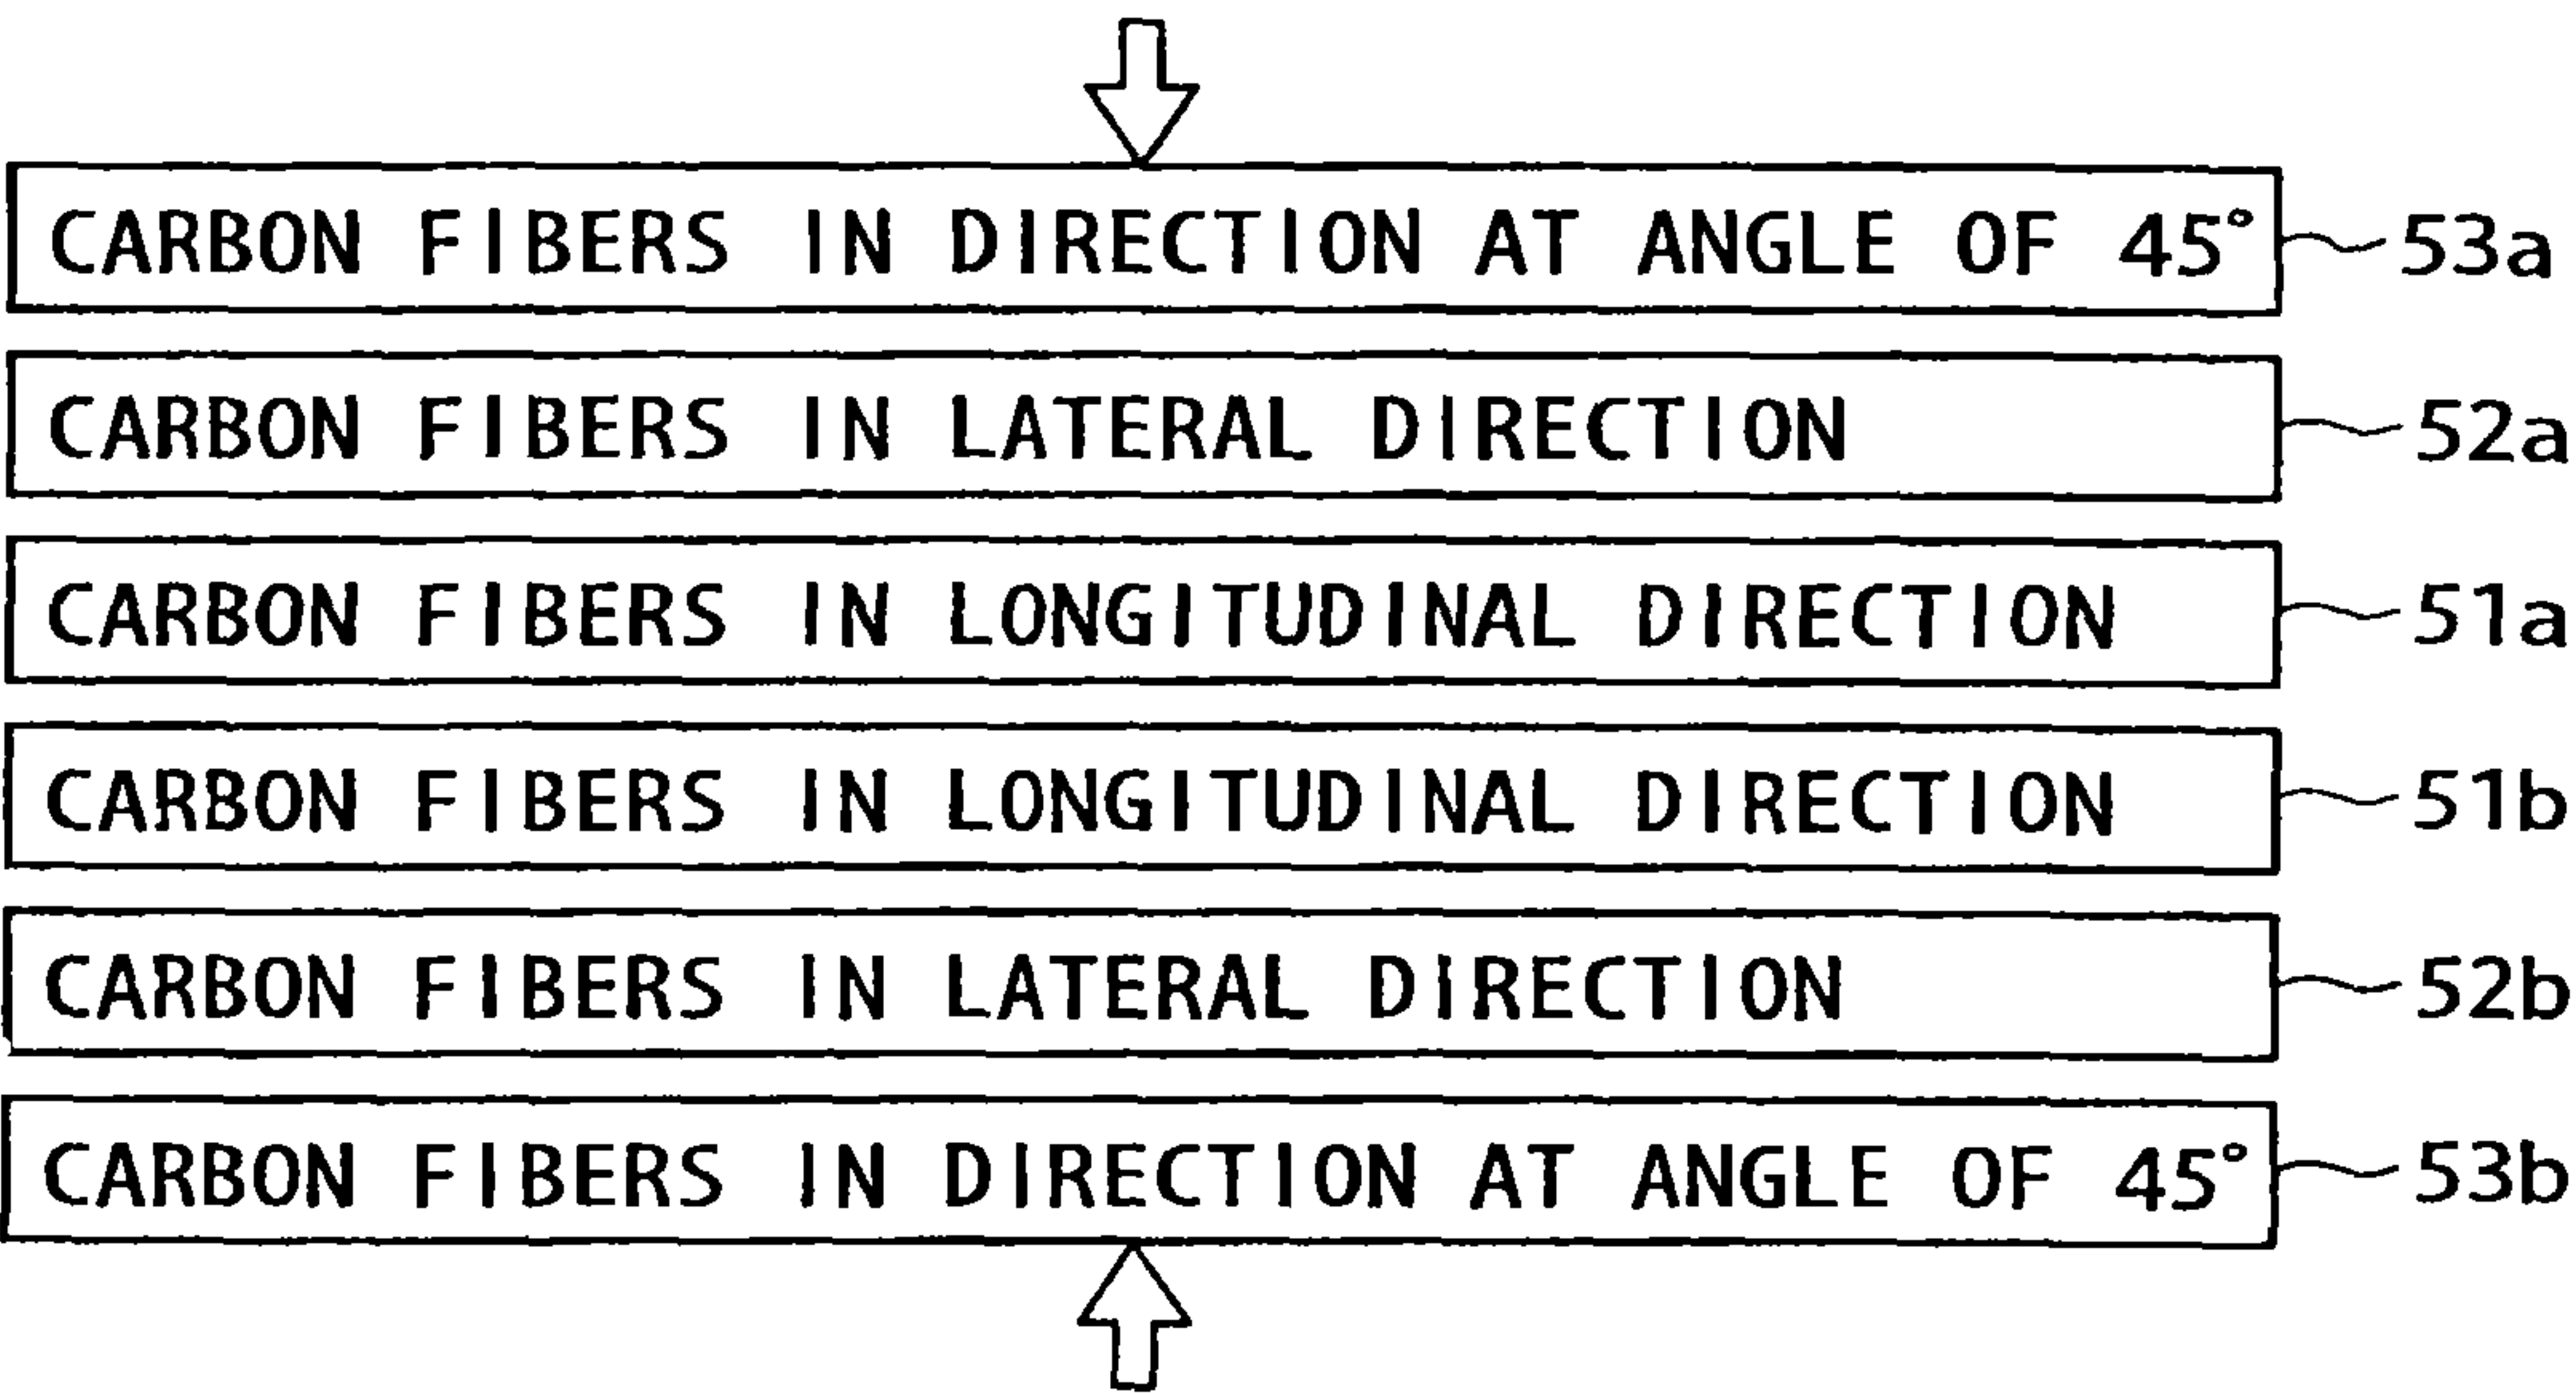 CARBON FIBERS IN DIRECTION AT ANGLE OF 45° 53a
CARBON FIBERS IN LATERAL DIRECTION 52a
CARBON FIBERS IN LONGITUDINAL DIRECTION 51a
CARBON FIBERS IN LONGITUDINAL DIRECTION 51b
CARBON FIBERS IN LATERAL DIRECTION 52b
CARBON FIBERS IN DIRECTION AT ANGLE OF 45° 53b